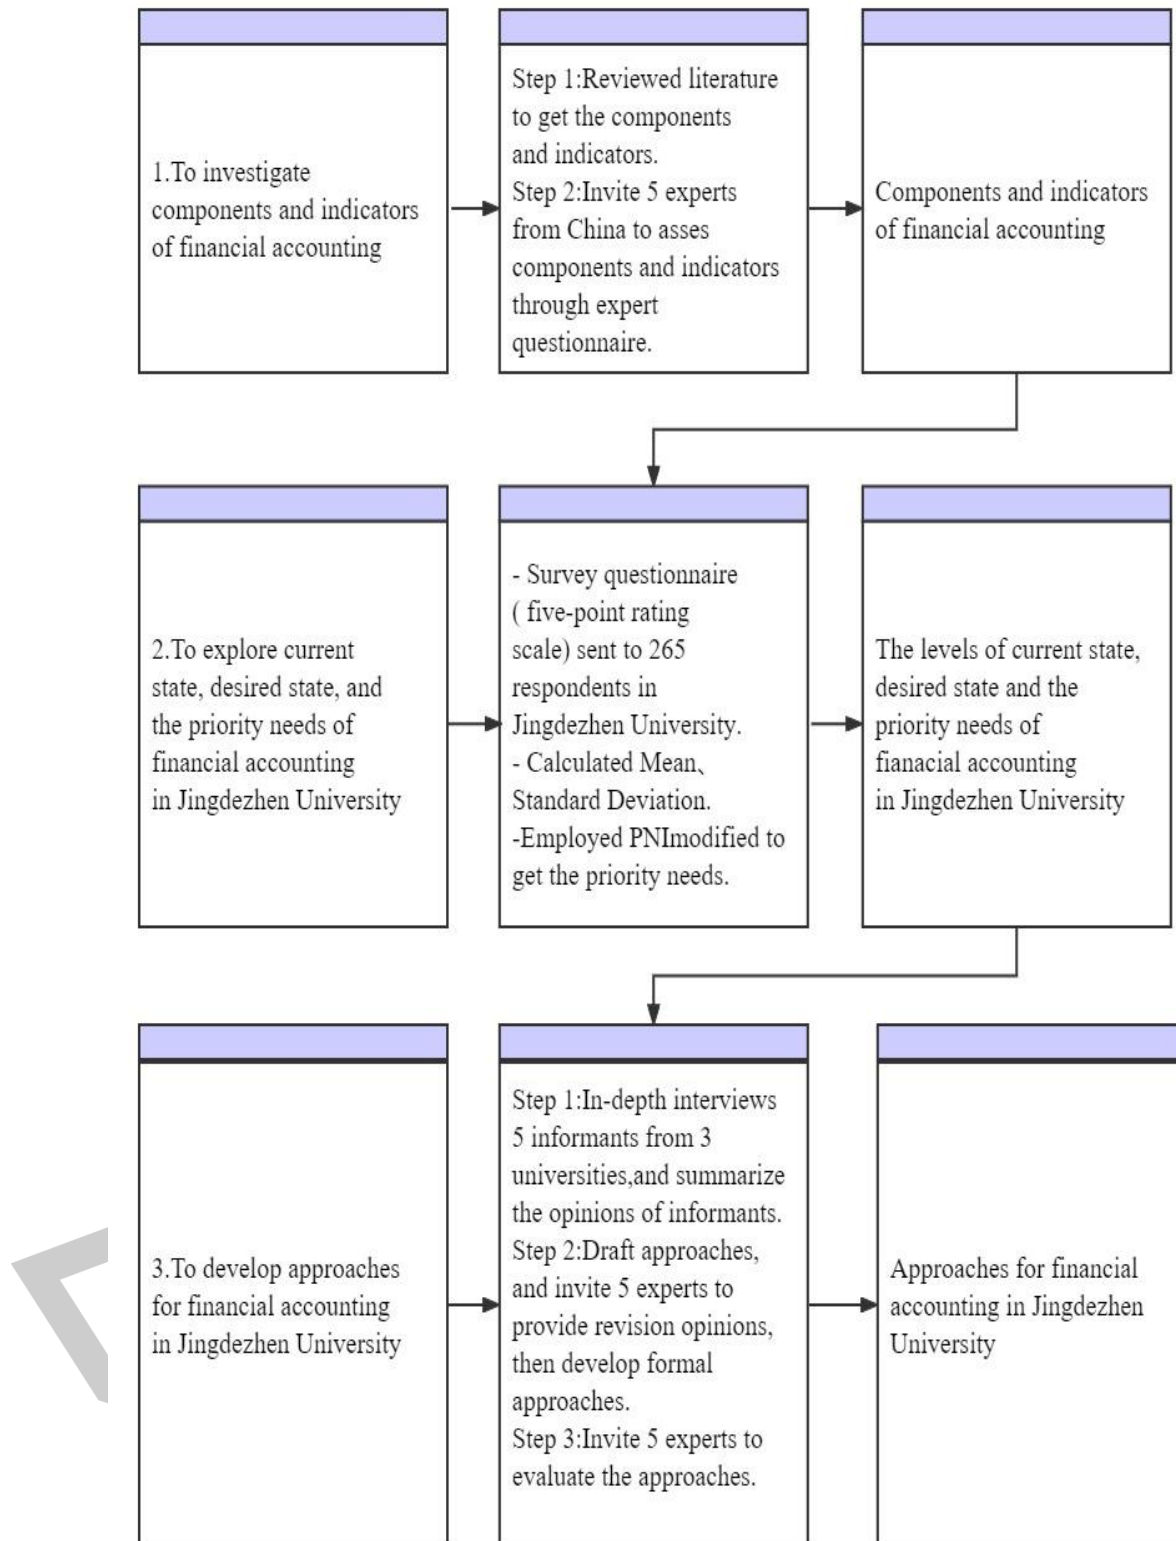 1.To investigate
components and indicators
of financial accounting
Step 1:Reviewed literature
to get the components
and indicators.
Step 2:Invite 5 experts
from China to asses
components and indicators
through expert
questionnaire.
Components and indicators
of financial accounting
2.To explore current
state, desired state, and
the priority needs of
financial accounting
in Jingdezhen University
- Survey questionnaire
( five-point rating
scale) sent to 265
respondents in
Jingdezhen University.
- Calculated Mean、
Standard Deviation.
-Employed PNImodified to
get the priority needs.
The levels of current state,
desired state and the
priority needs of
fianacial accounting
in Jingdezhen University
3.To develop approaches
for financial accounting
in Jingdezhen University
Step 1:In-depth interviews
5 informants from 3
universities,and summarize
the opinions of informants.
Step 2:Draft approaches,
and invite 5 experts to
provide revision opinions,
then develop formal
approaches.
Step 3:Invite 5 experts to
evaluate the approaches.
Approaches for financial
accounting in Jingdezhen
University